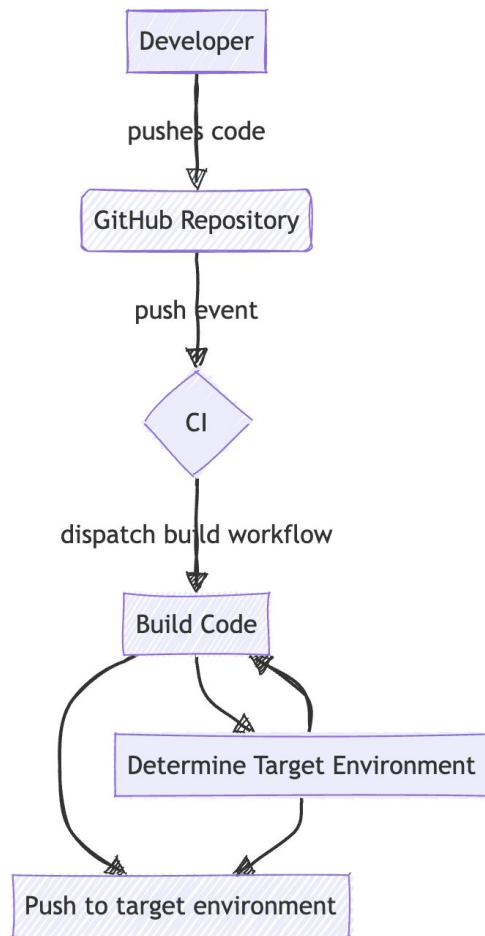 Developer
pushes code
GitHub Repository
push event
CI
dispatch build workflow
Build Code
Determine Target Environment
Push to target environment